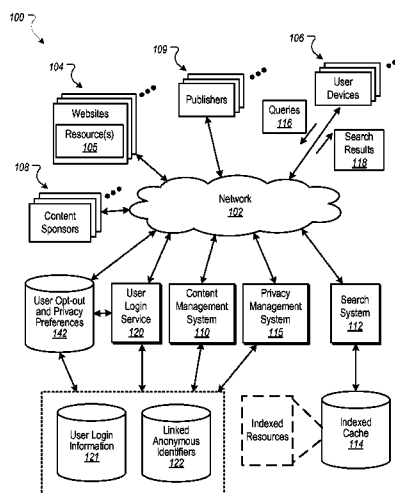 100
109
106
104
Publishers
User
Devices
Websites
Queries
116
Resource(s)
105
Search
Results
118
108
Network
102
Content
Sponsors
User Opt-out
and Privacy
Preferences
142
User
Login
Service
120
Content
Management
System
110
Privacy
Management
System
115
Search
System
112
User Login
Information
121
Linked
Anonymous
Identifiers
122
Indexed
Resources
Indexed
Cache
114